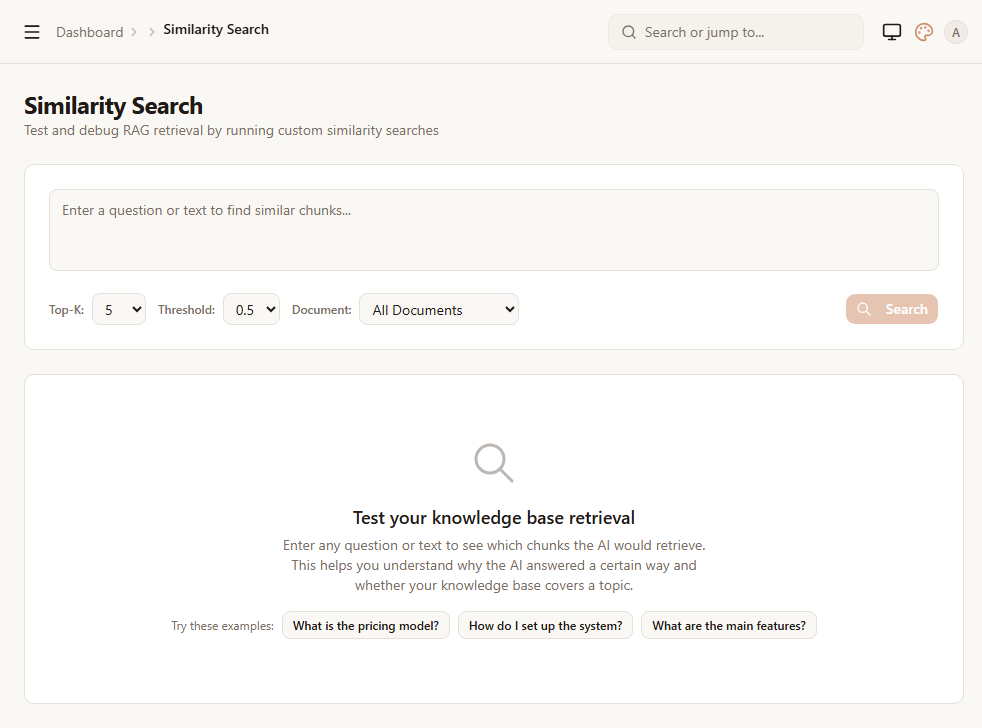 Dashboard > > Similarity Search
Search or jump to...
A
Similarity Search
Test and debug RAG retrieval by running custom similarity searches
Enter a question or text to find similar chunks...
Top-K: 5 Threshold: 0.5 Document: All Documents Search
Test your knowledge base retrieval
Enter any question or text to see which chunks the AI would retrieve.
This helps you understand why the AI answered a certain way and
whether your knowledge base covers a topic.
Try these examples: What is the pricing model? How do I set up the system? What are the main features?